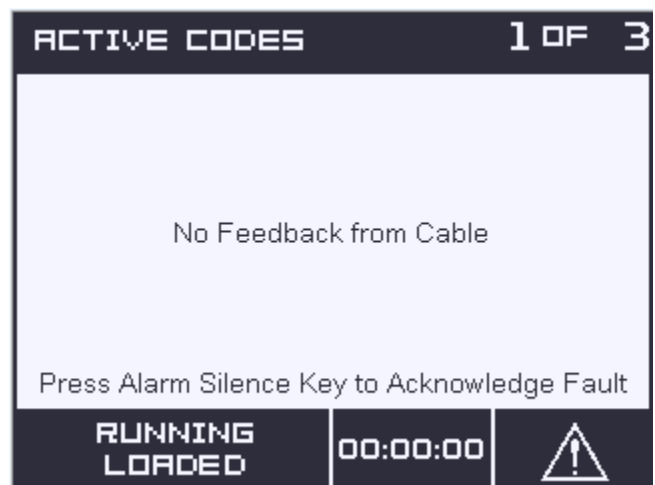 ACTIVE CODES 1 OF 3
No Feedback from Cable
Press Alarm Silence Key to Acknowledge Fault
RUNNING
LOADED
00:00:00
!